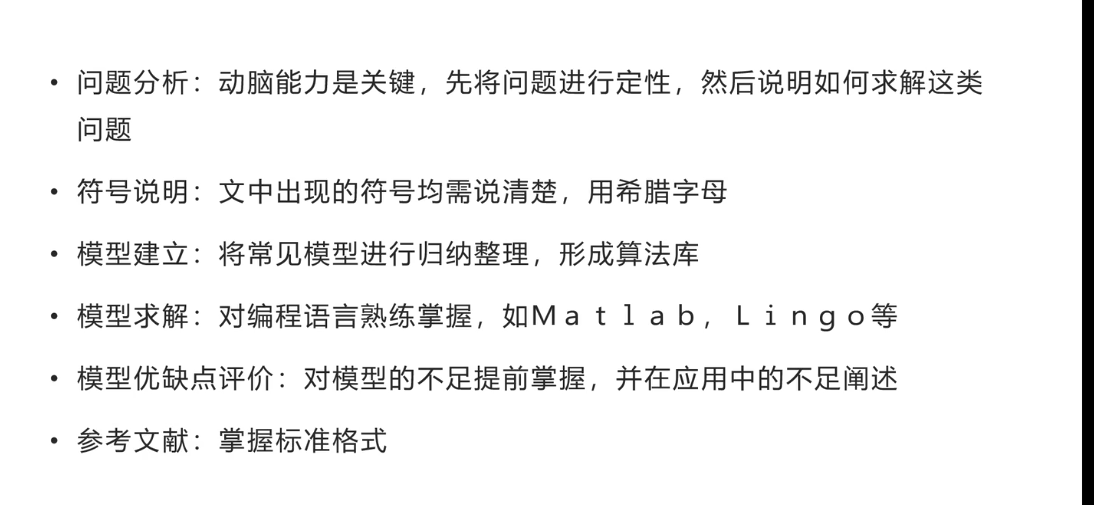 • 问题分析：动脑能力是关键，先将问题进行定性，然后说明如何求解这类
问题
• 符号说明：文中出现的符号均需说清楚，用希腊字母
• 模型建立：将常见模型进行归纳整理，形成算法库
• 模型求解：对编程语言熟练掌握，如Ｍａｔｌａｂ，Ｌｉｎｇｏ等
• 模型优缺点评价：对模型的不足提前掌握，并在应用中的不足阐述
• 参考文献：掌握标准格式